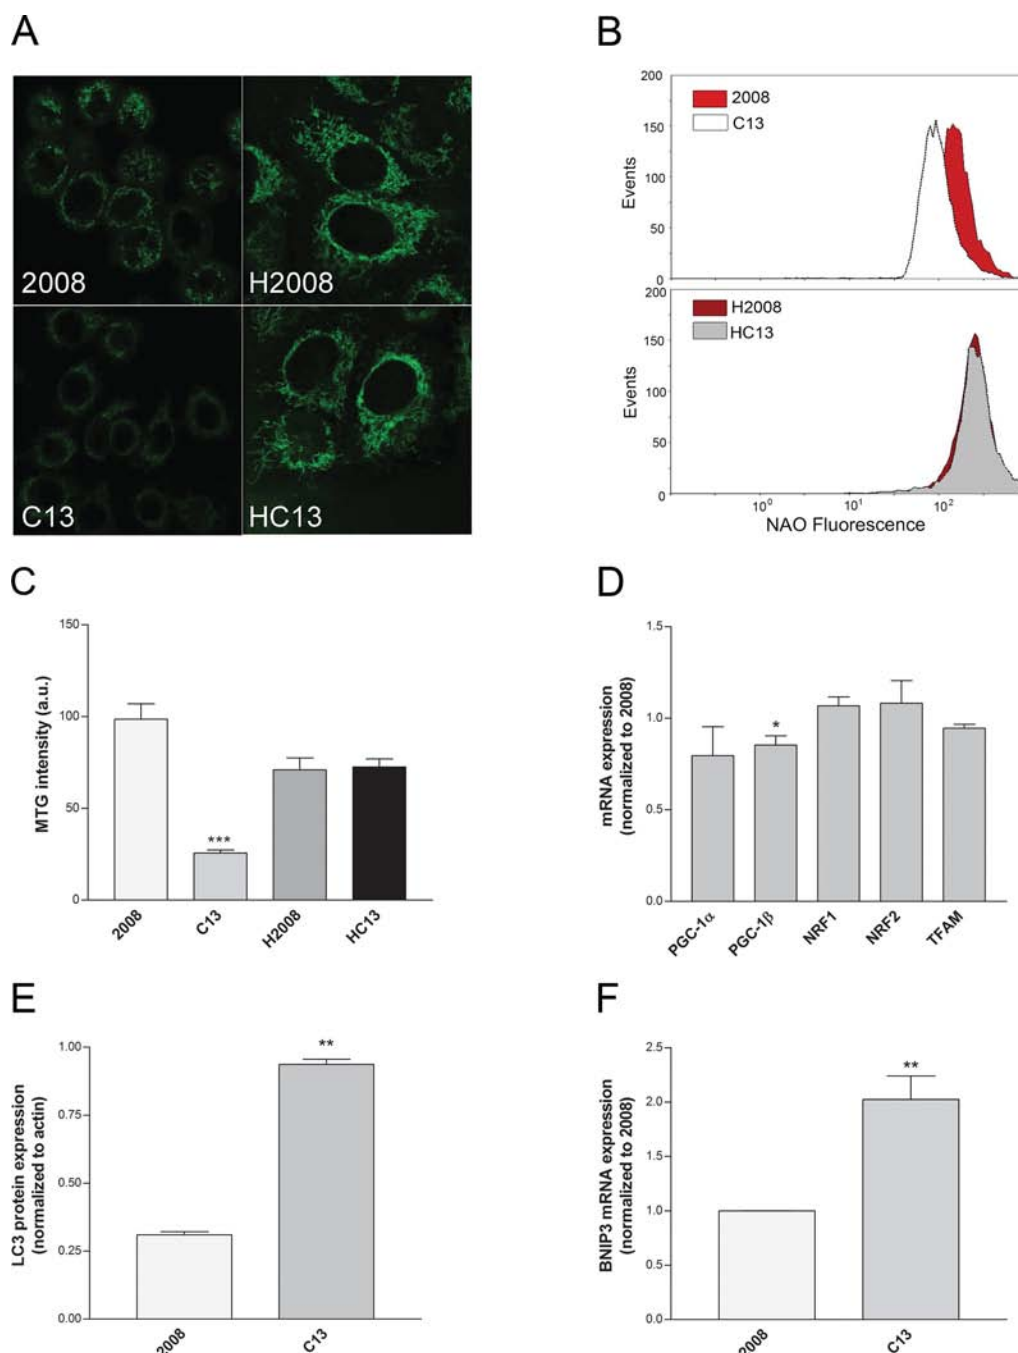 A
2008
H2008
C13
HC13
B
200
150
100
50
0
Events
2008
C13
200
150
100
50
0
Events
H2008
HC13
10⁰
10¹
10²
NAO Fluorescence
C
150
100
50
0
MTG intensity (a.u.)
***
2008
C13
H2008
HC13
D
1.5
1.0
0.5
0.0
mRNA expression
(normalized to 2008)
*
PGC-1α
PGC-1β
NRF1
NRF2
TFAM
E
1.00
0.75
0.50
0.25
0.00
LC3 protein expression
(normalized to actin)
**
2008
C13
F
2.5
2.0
1.5
1.0
0.5
0.0
BNIP3 mRNA expression
(normalized to 2008)
**
2008
C13